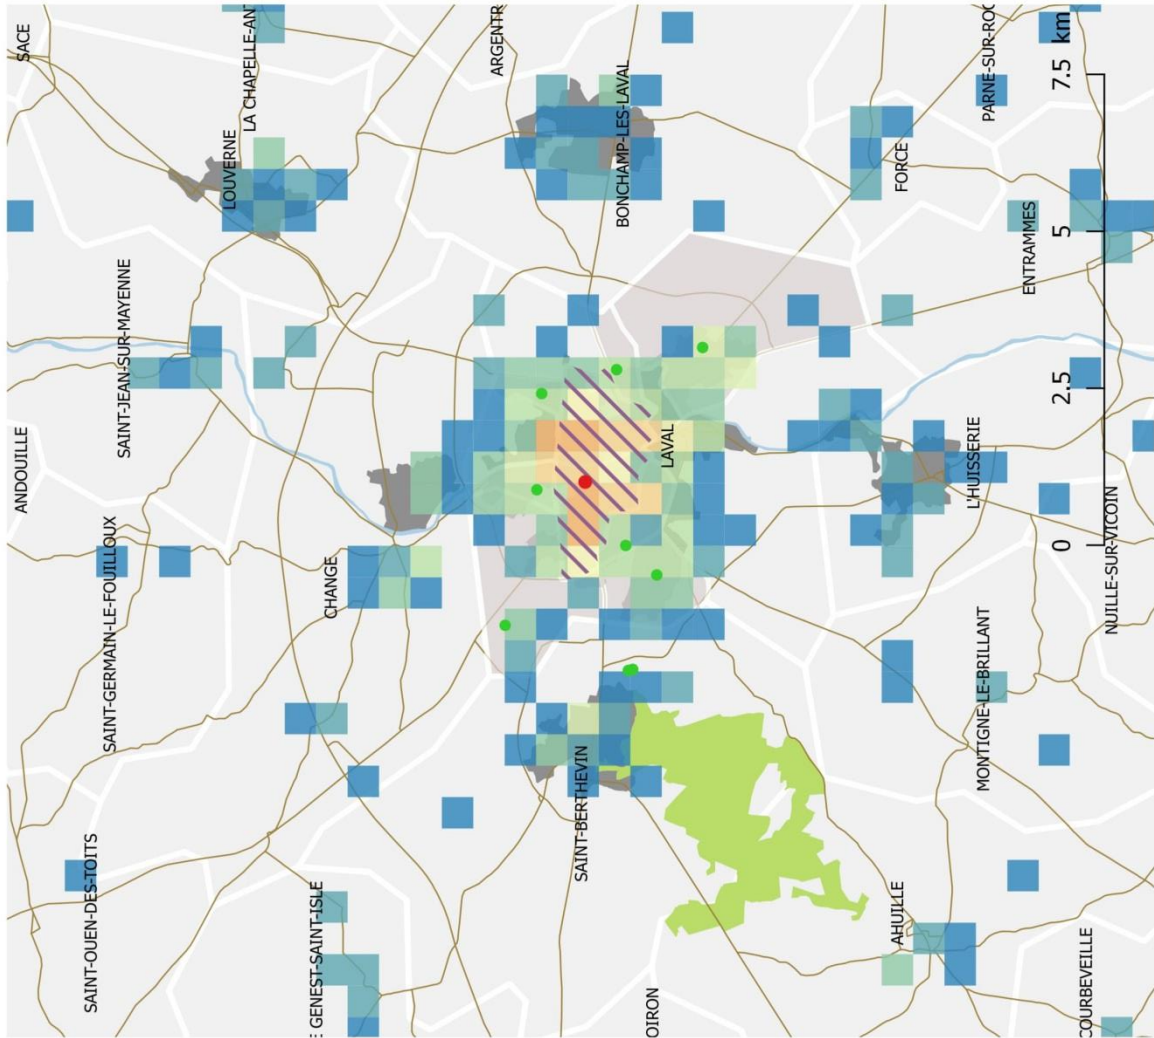 ANDOUILLE
SACE
SAINT-OUEN-DES-TOITS
SAINT-GERMAIN-LE-FOUILLOUX
SAINT-JEAN-SUR-MAYENNE
LOUVERNE
LA CHAPELLE-AN
E GENEST-SAINT-ISLE
CHANGE
ARGENTR
SAINT-BERTHEVIN
BONCHAMP-LES-LAVAL
OIRON
LAVAL
AHUILLE
FORCE
L'HUISSERIE
MONTIGNE-LE-BRILLANT
PARNE-SUR-ROC
ENTRAMMES
0 2.5 5 7.5 km
COURBEVEILLE
NUILLE-SUR-VICOIN